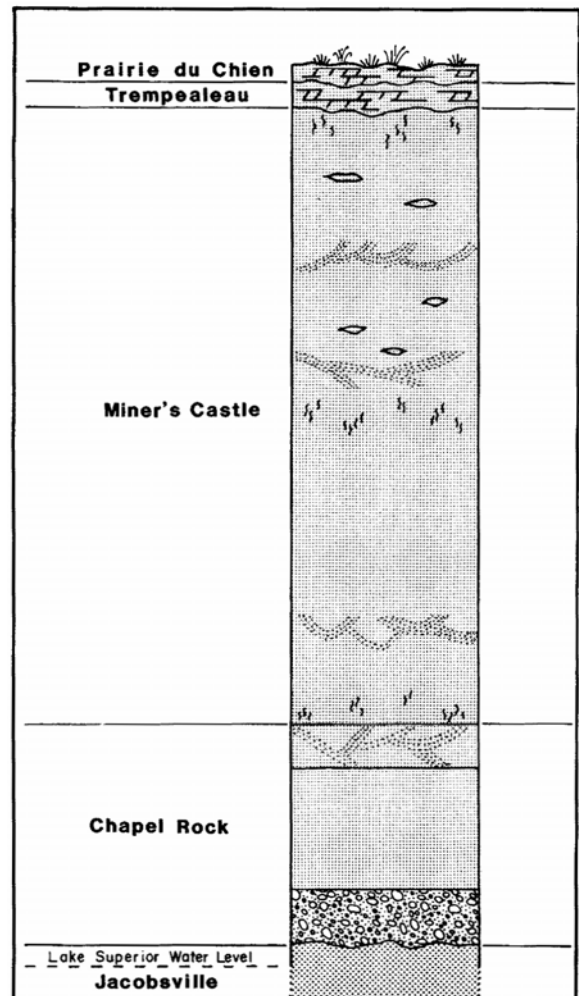 Prairie du Chien
Trempealeau
Miner's Castle
Chapel Rock
Lake Superior Water Level
Jacobsville